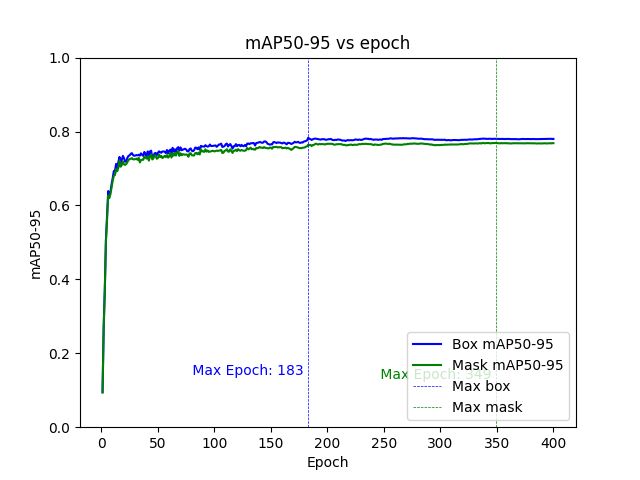 mAP50-95 vs epoch
1.0
0.8
0.6
0.4
0.2
0.0
mAP50-95
Max Epoch: 183
Max Epoch: 349
Box mAP50-95
Mask mAP50-95
Max box
Max mask
0 50 100 150 200 250 300 350 400
Epoch